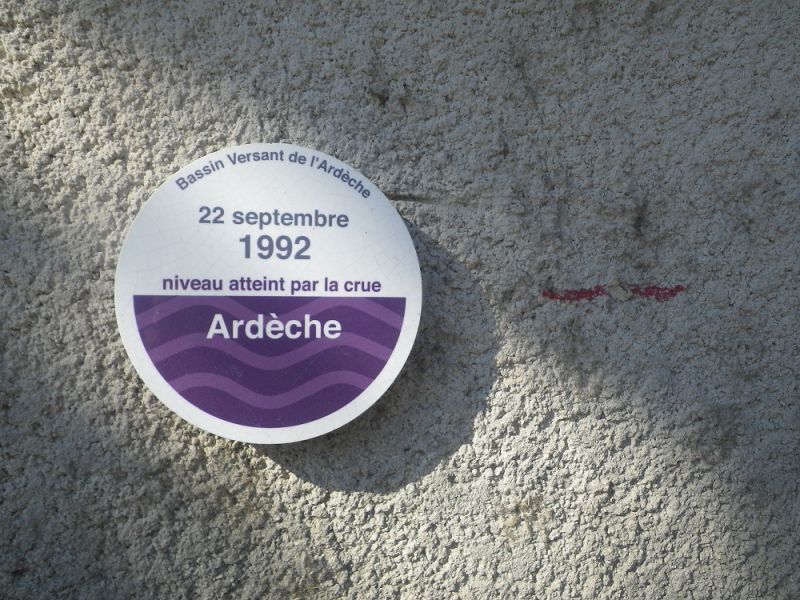 Bassin Versant de l'Ardèche
22 septembre
1992
niveau atteint par la crue
Ardèche